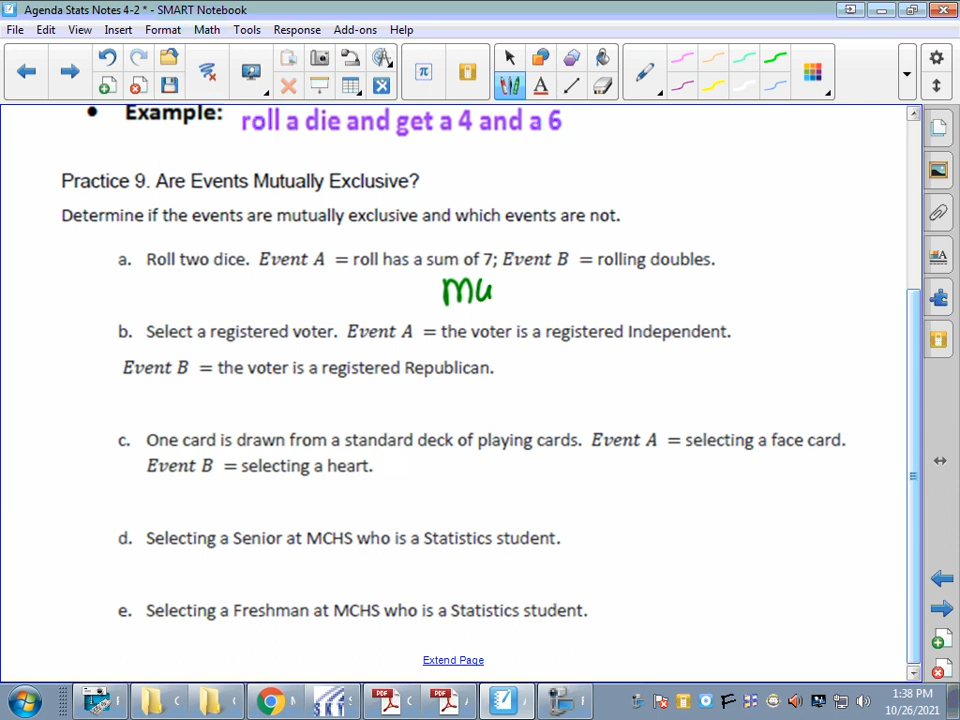 Agenda Stats Notes 4-2 * - SMART Notebook
File Edit View Insert Format Math Tools Response Add-ons Help
• Example: roll a die and get a 4 and a 6
Practice 9. Are Events Mutually Exclusive?
Determine if the events are mutually exclusive and which events are not.
a. Roll two dice. Event A = roll has a sum of 7; Event B = rolling doubles.
mu
b. Select a registered voter. Event A = the voter is a registered Independent.
Event B = the voter is a registered Republican.
c. One card is drawn from a standard deck of playing cards. Event A = selecting a face card.
Event B = selecting a heart.
d. Selecting a Senior at MCHS who is a Statistics student.
e. Selecting a Freshman at MCHS who is a Statistics student.
Extend Page
1:38 PM
10/26/2021